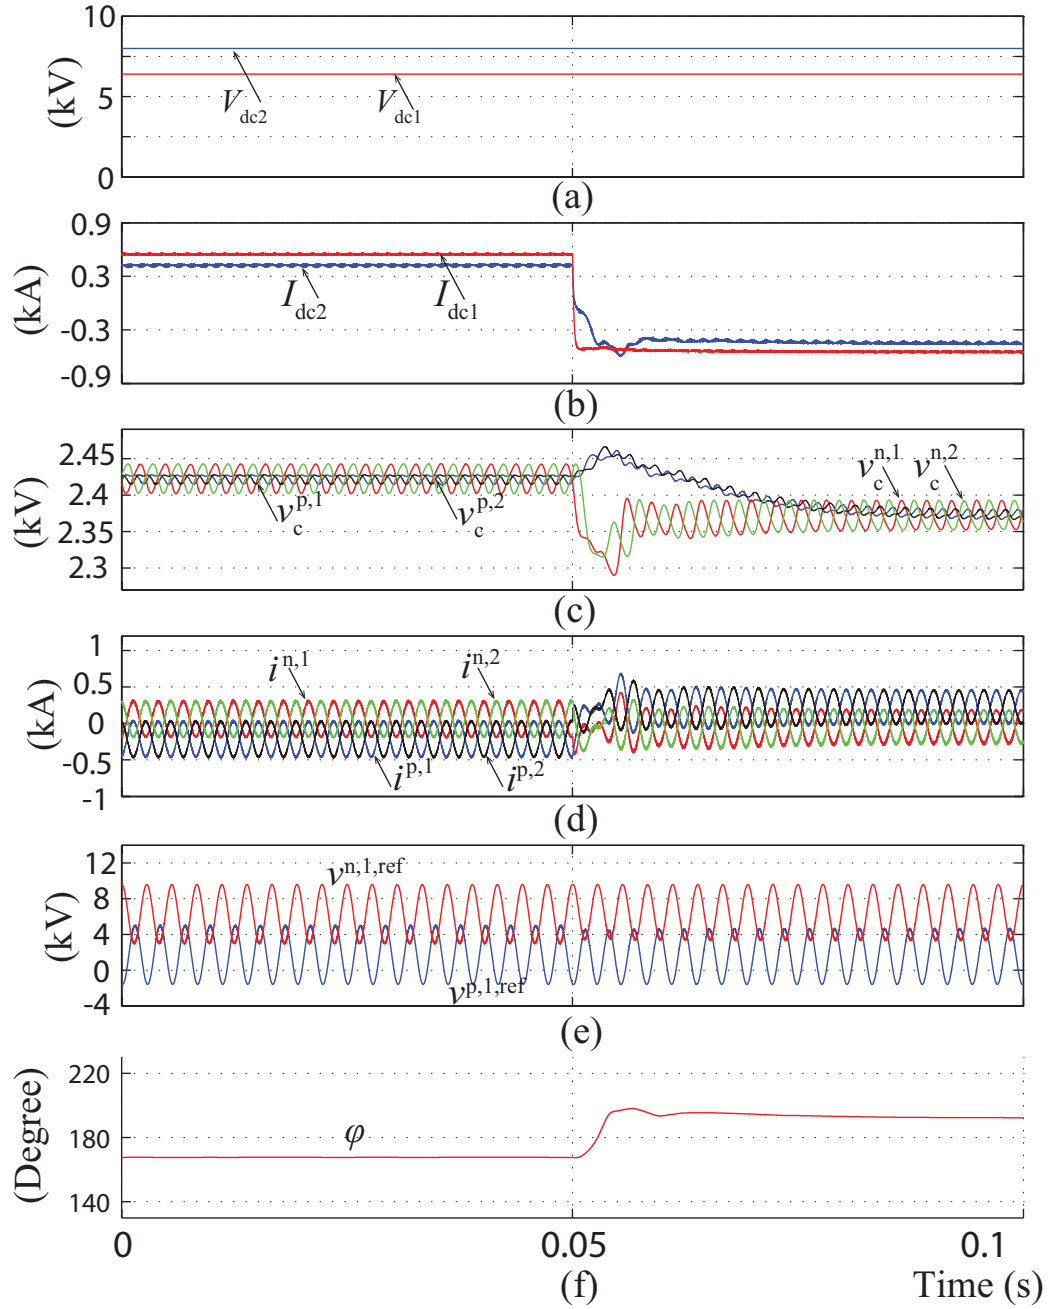 10
5
0
(kV)
V dc2
V dc1
(a)
0.9
0.3
-0.3
-0.9
(kA)
I dc2
I dc1
(b)
2.45
2.4
2.35
2.3
(kV)
v c p,1
v c p,2
v c n,1
v c n,2
(c)
1
0.5
0
-0.5
-1
(kA)
i n,1
i n,2
i p,1
i p,2
(d)
12
8
4
0
-4
(kV)
v n,1,ref
v p,1,ref
(e)
220
180
140
(Degree)
φ
0
0.05
0.1
(f)
Time (s)